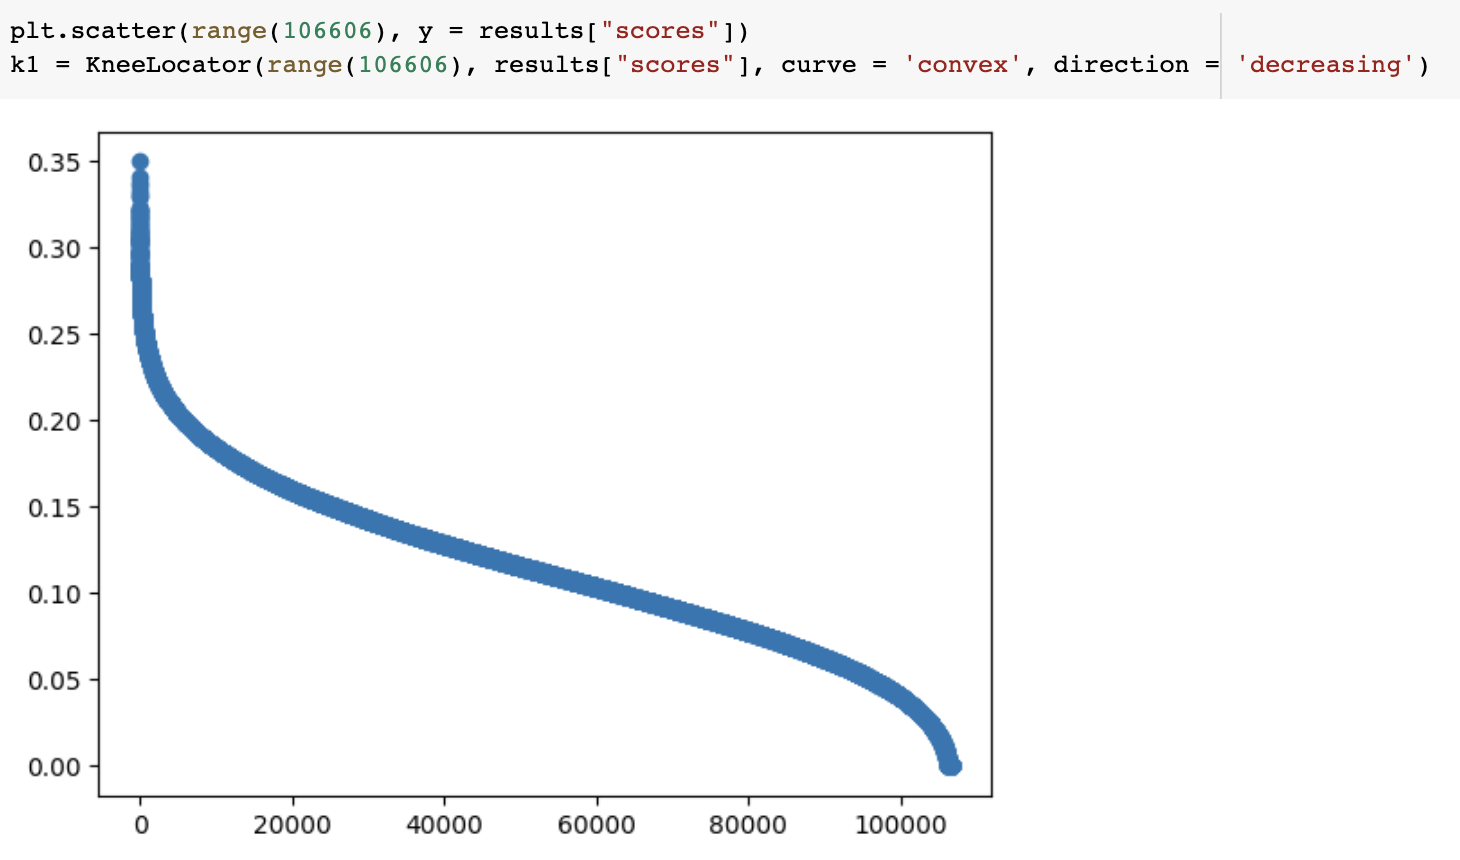 plt.scatter(range(106606), y = results["scores"])
k1 = KneeLocator(range(106606), results["scores"], curve = 'convex', direction = 'decreasing')
0.35
0.30
0.25
0.20
0.15
0.10
0.05
0.00
0 20000 40000 60000 80000 100000